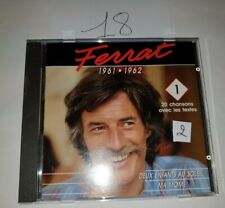 18
Ferrat
1961 • 1962
1
20 chansons
avec les textes
2
DEUX ENFANTS AU SOLEIL
MA MÔME